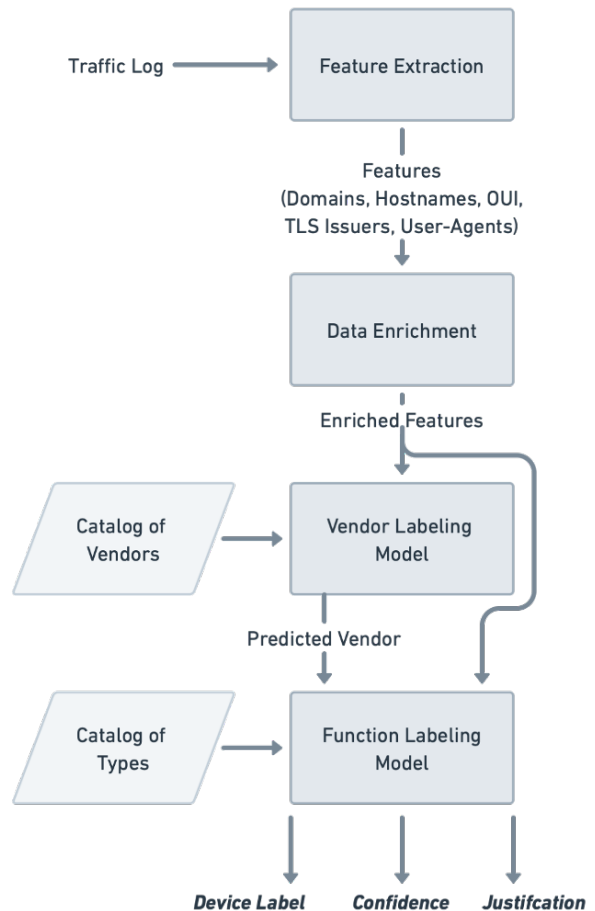 Traffic Log
Feature Extraction
Features
(Domains, Hostnames, OUI,
TLS Issuers, User-Agents)
Data Enrichment
Enriched Features
Catalog of
Vendors
Vendor Labeling
Model
Predicted Vendor
Catalog of
Types
Function Labeling
Model
Device Label
Confidence
Justifcation